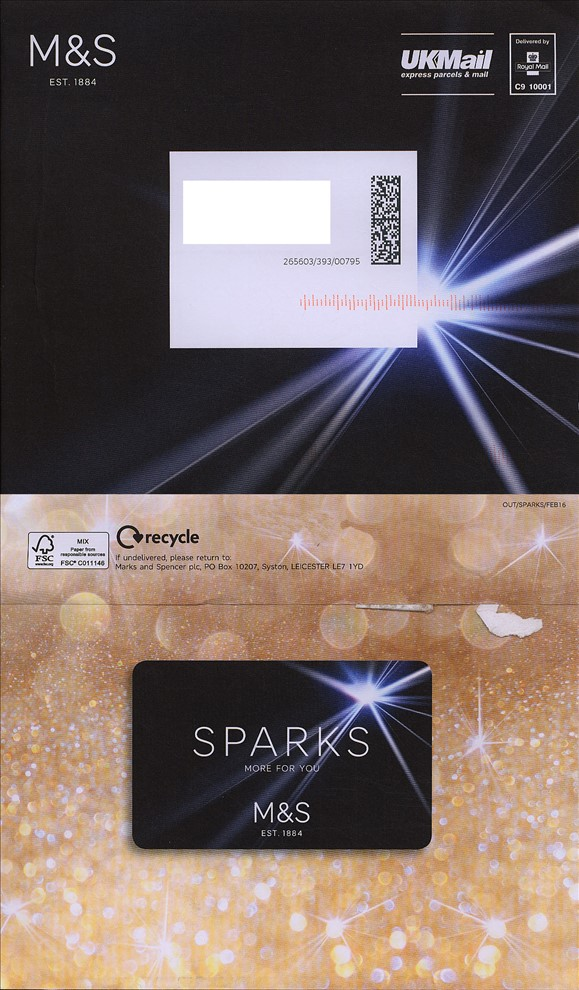 M&S
EST. 1884
UKMail
express parcels & mail
Delivered by
Royal Mail
C9 10001
265603/393/00795
OUT/SPARKS/FEB16
FSC
www.fsc.org
MIX
Paper from
responsible sources
FSC® C011146
recycle
If undelivered, please return to:
Marks and Spencer plc, PO Box 10207, Syston, LEICESTER LE7 1YD
SPARKS
MORE FOR YOU
M&S
EST. 1884